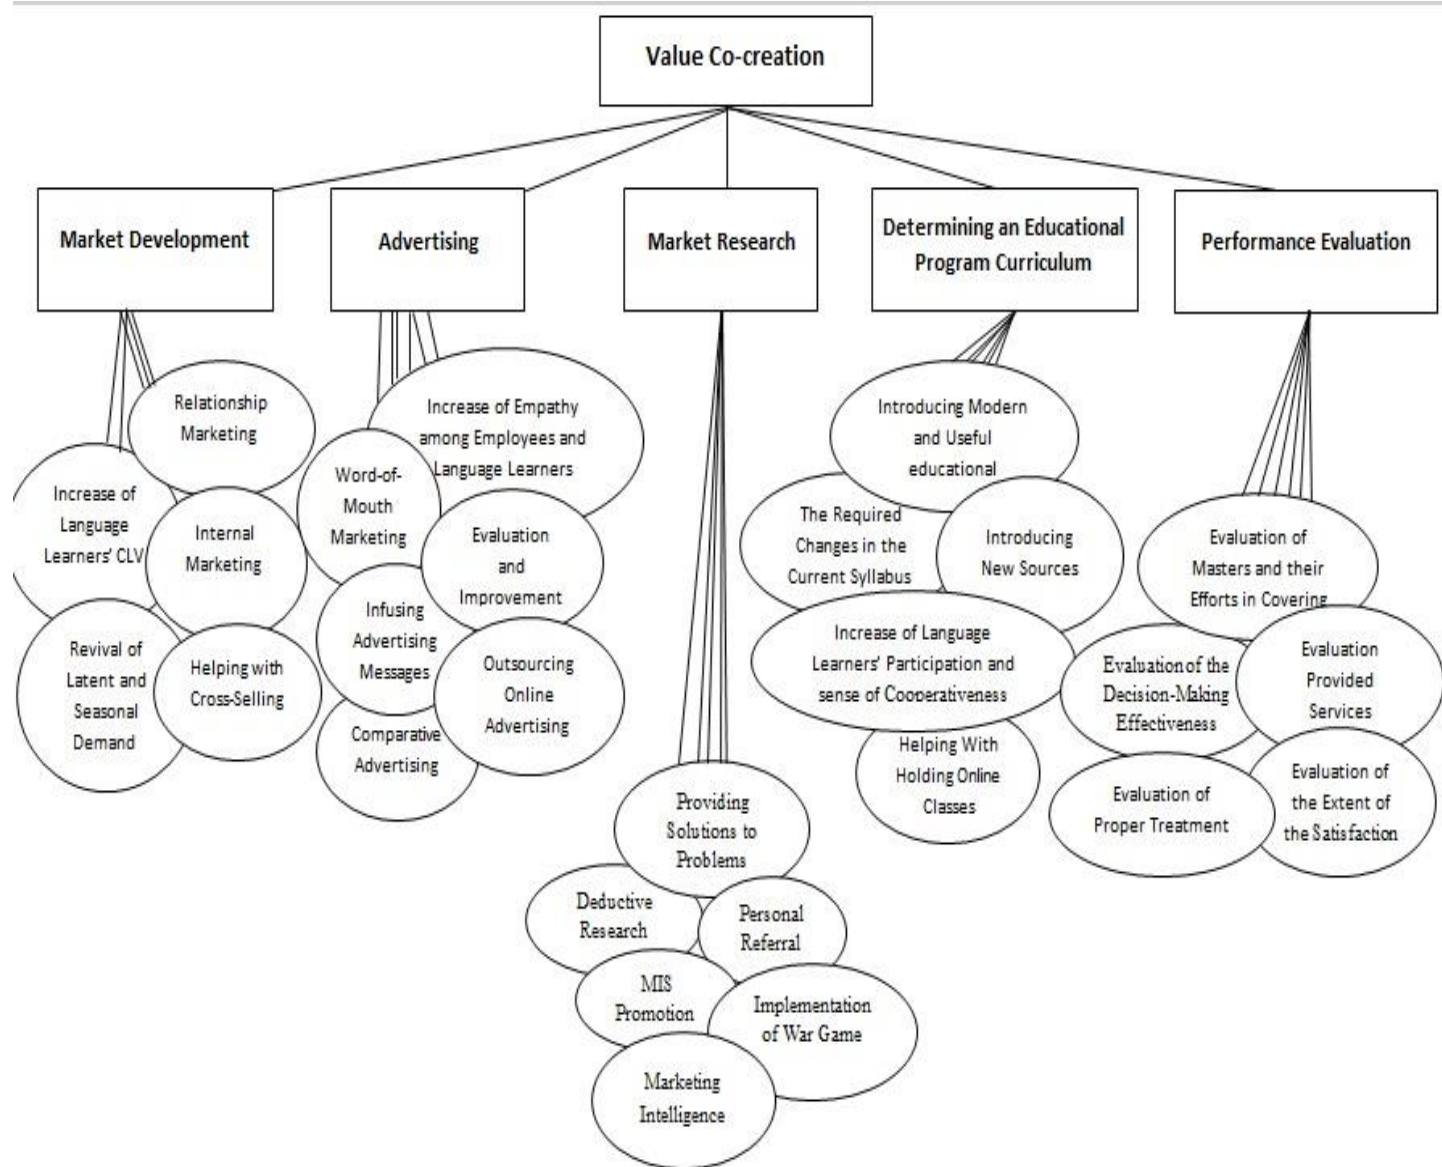 Value Co-creation
Market Development
Advertising
Market Research
Determining an Educational
Program Curriculum
Performance Evaluation
Relationship
Marketing
Increase of
Language
Learners' CLV
Internal
Marketing
Revival of
Latent and
Seasonal
Demand
Helping with
Cross-Selling
Increase of Empathy
among Employees and
Language Learners
Word-of-
Mouth
Marketing
Evaluation
and
Improvement
Infusing
Advertising
Messages
Outsourcing
Online
Advertising
Comparative
Advertising
Providing
Solutions to
Problems
Deductive
Research
Personal
Referral
MIS
Promotion
Implementation
of War Game
Marketing
Intelligence
Introducing Modern
and Useful
educational
The Required
Changes in the
Current Syllabus
Introducing
New Sources
Increase of Language
Learners' Participation and
sense of Cooperativeness
Helping With
Holding Online
Classes
Evaluation of
Masters and their
Efforts in Covering
Evaluation of the
Decision-Making
Effectiveness
Evaluation
Provided
Services
Evaluation of
Proper Treatment
Evaluation of
the Extent of
the Satisfaction